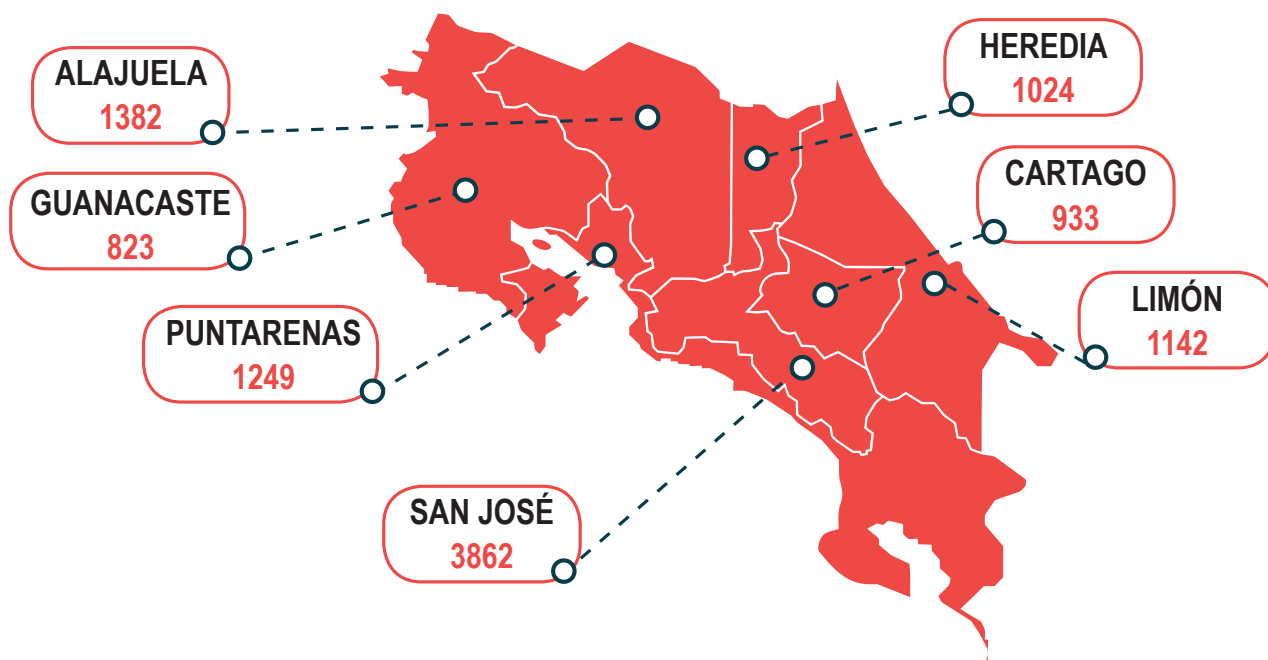 ALAJUELA
1382
HEREDIA
1024
GUANACASTE
823
CARTAGO
933
PUNTARENAS
1249
LIMÓN
1142
SAN JOSÉ
3862